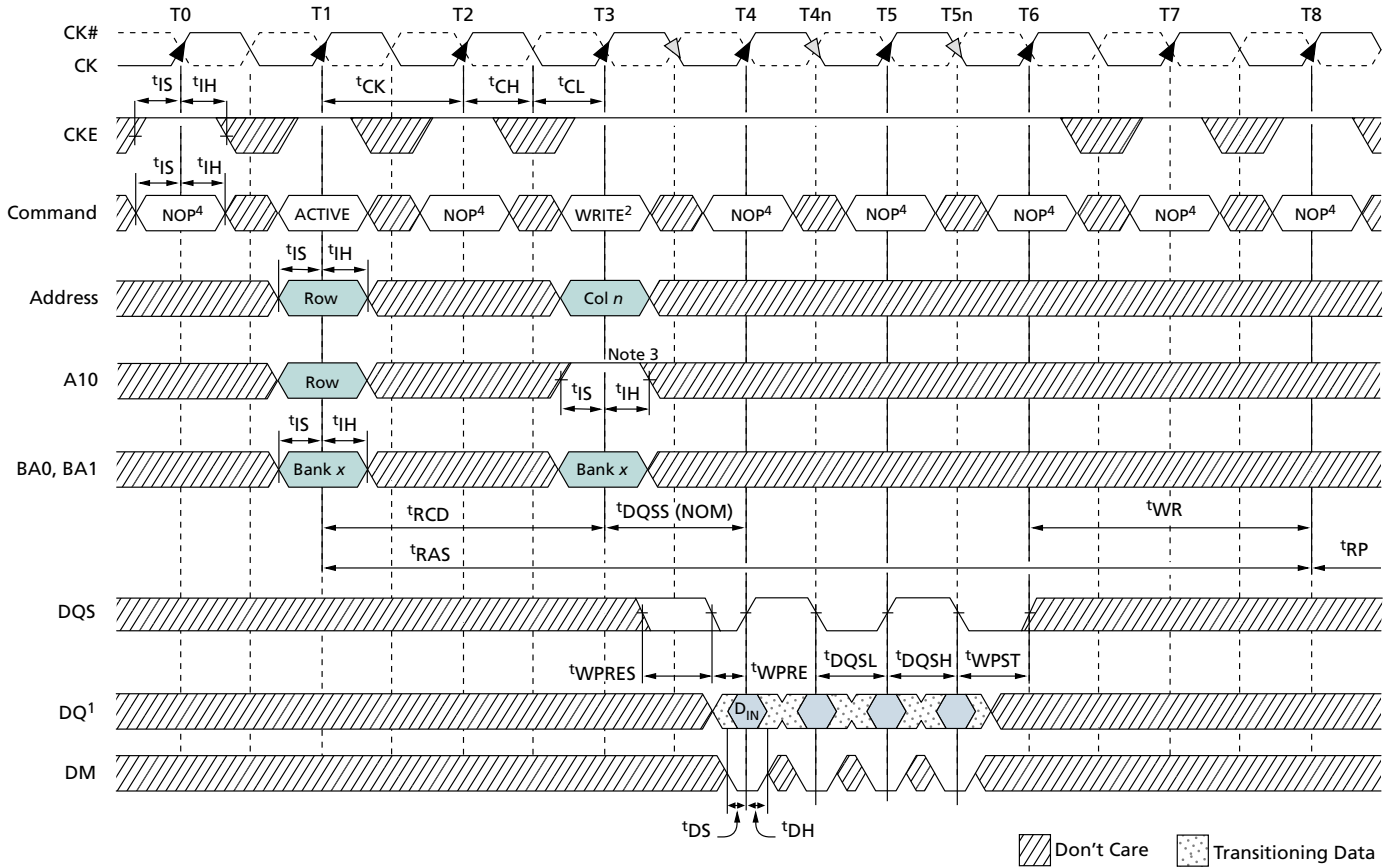 T0 T1 T2 T3 T4 T4n T5 T5n T6 T7 T8
CK#
CK
tIS tIH tCK tCH tCL
CKE
tIS tIH
Command NOP4 ACTIVE NOP4 WRITE2 NOP4 NOP4 NOP4 NOP4 NOP4
tIS tIH
Address Row Col n
Note 3
A10 Row
tIS tIH
tIS tIH
BA0, BA1 Bank x Bank x
tRCD tDQSS (NOM) tWR
tRAS tRP
DQS
tWPRES tWPRE tDQSL tDQSH tWPST
DQ1 DIN
DM
tDS tDH
Don't Care Transitioning Data